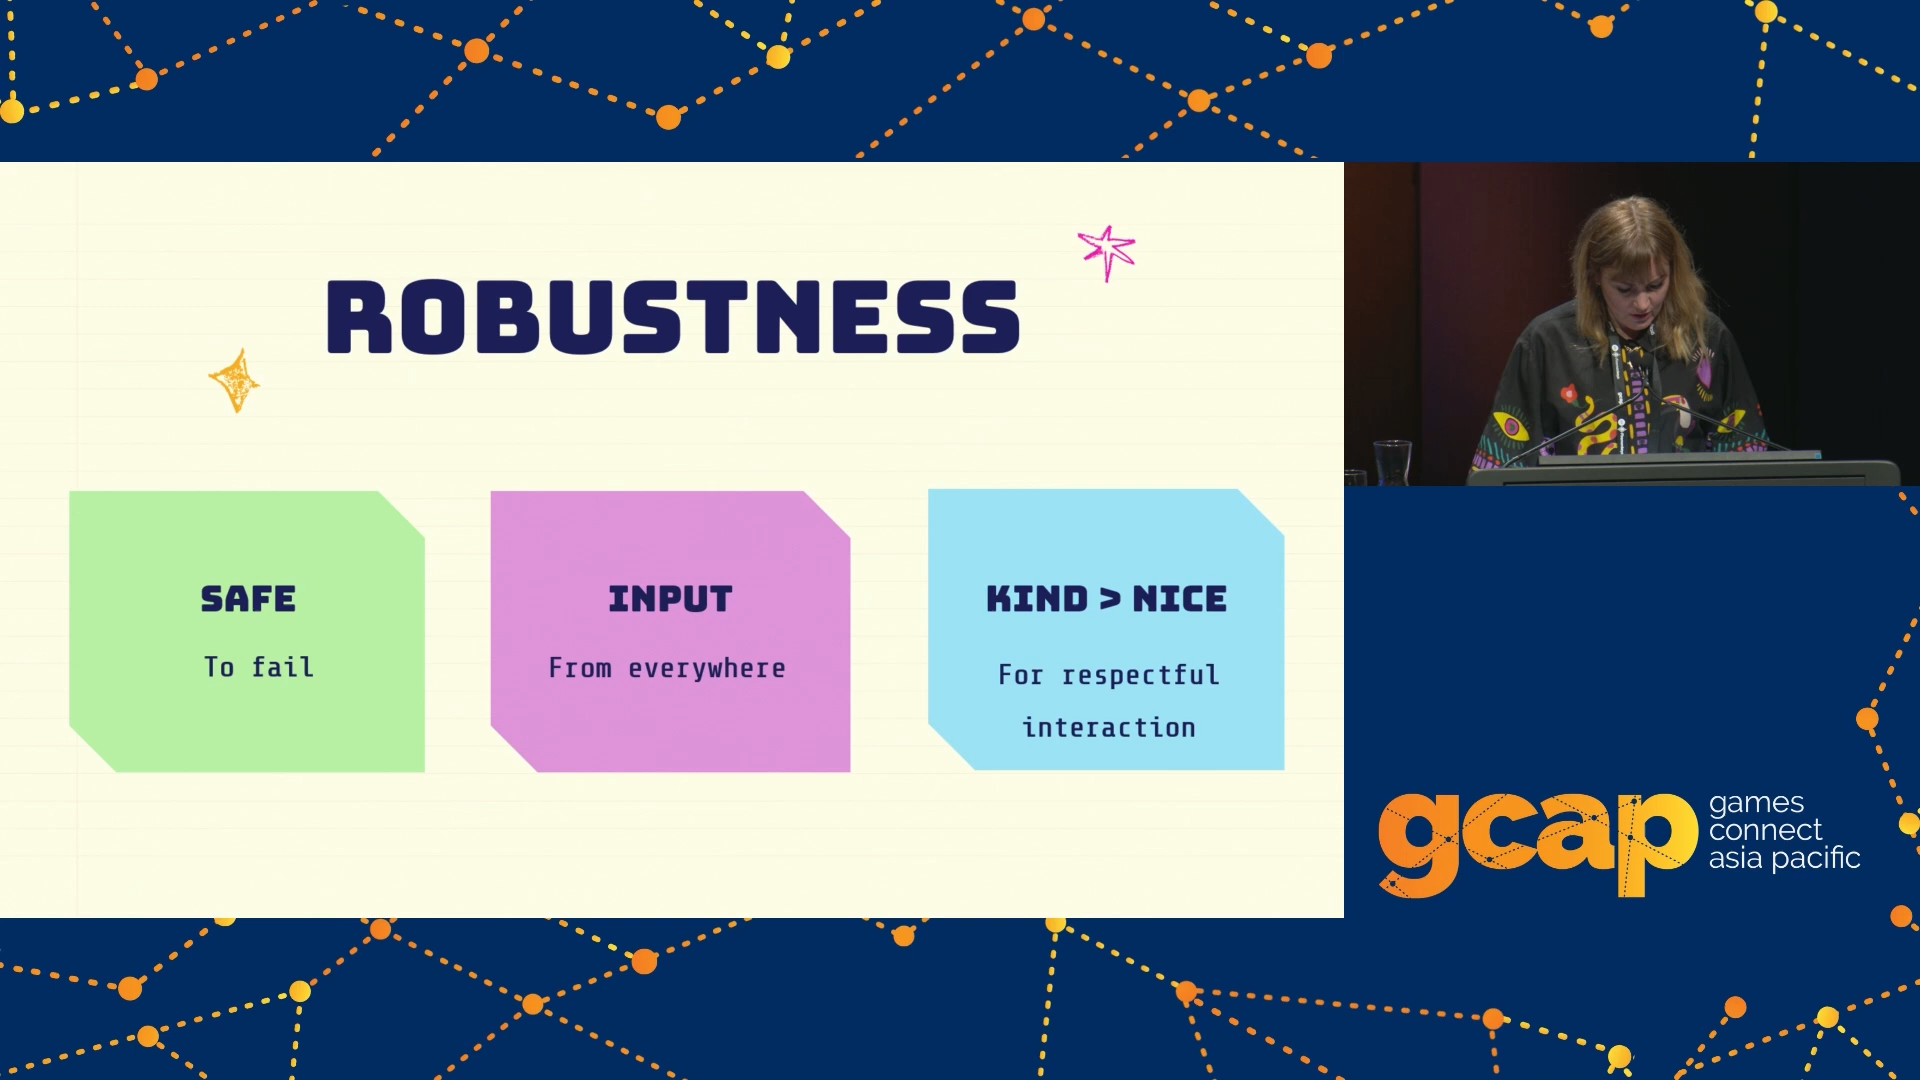 ROBUSTNESS
SAFE
To fail
INPUT
From everywhere
KIND > NICE
For respectful
interaction
gcap
games
connect
asia pacific